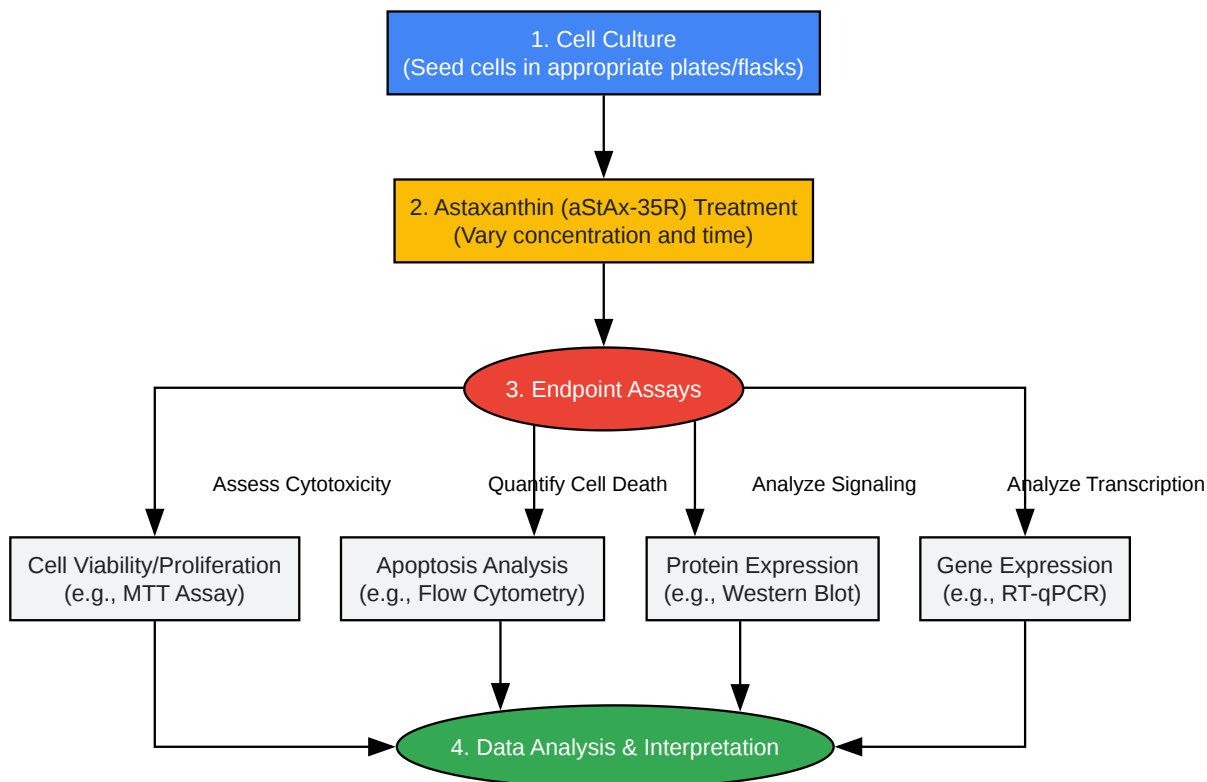 1. Cell Culture
(Seed cells in appropriate plates/flasks)
2. Astaxanthin (aStAx-35R) Treatment
(Vary concentration and time)
3. Endpoint Assays
Assess Cytotoxicity
Quantify Cell Death
Analyze Signaling
Analyze Transcription
Cell Viability/Proliferation
(e.g., MTT Assay)
Apoptosis Analysis
(e.g., Flow Cytometry)
Protein Expression
(e.g., Western Blot)
Gene Expression
(e.g., RT-qPCR)
4. Data Analysis & Interpretation